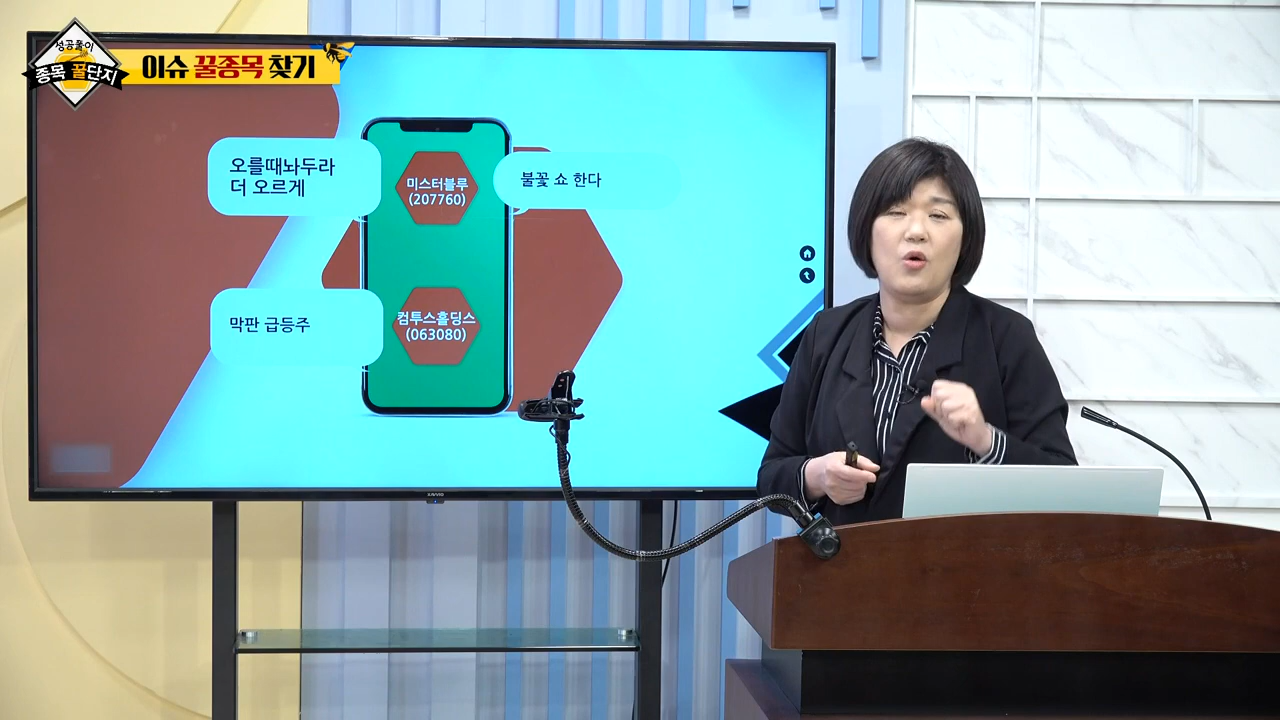 성공풀이
종목 꿀단지
이슈 꿀종목 찾기
오를때놔두라
더 오르게
미스터블루
(207760)
불꽃 쇼 한다
막판 급등주
컴투스홀딩스
(063080)